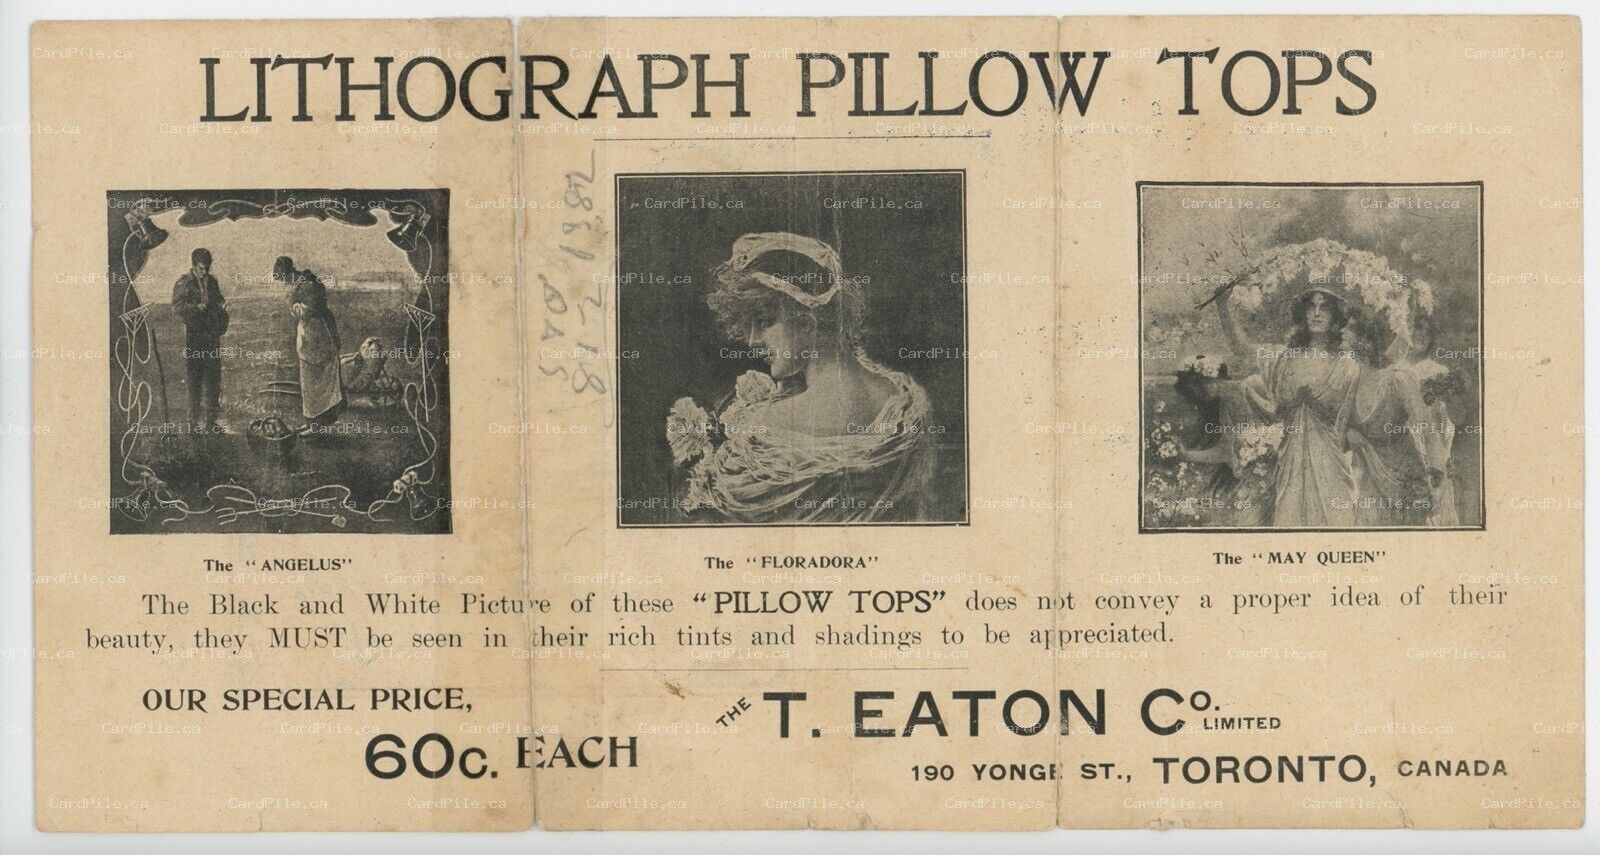 LITHOGRAPH PILLOW TOPS
The "ANGELUS"
The "FLORADORA"
The "MAY QUEEN"
The Black and White Picture of these "PILLOW TOPS" does not convey a proper idea of their
beauty, they MUST be seen in their rich tints and shadings to be appreciated.
OUR SPECIAL PRICE,
60c. EACH
THE T. EATON Co. LIMITED
190 YONGE ST., TORONTO, CANADA
CardPile.ca